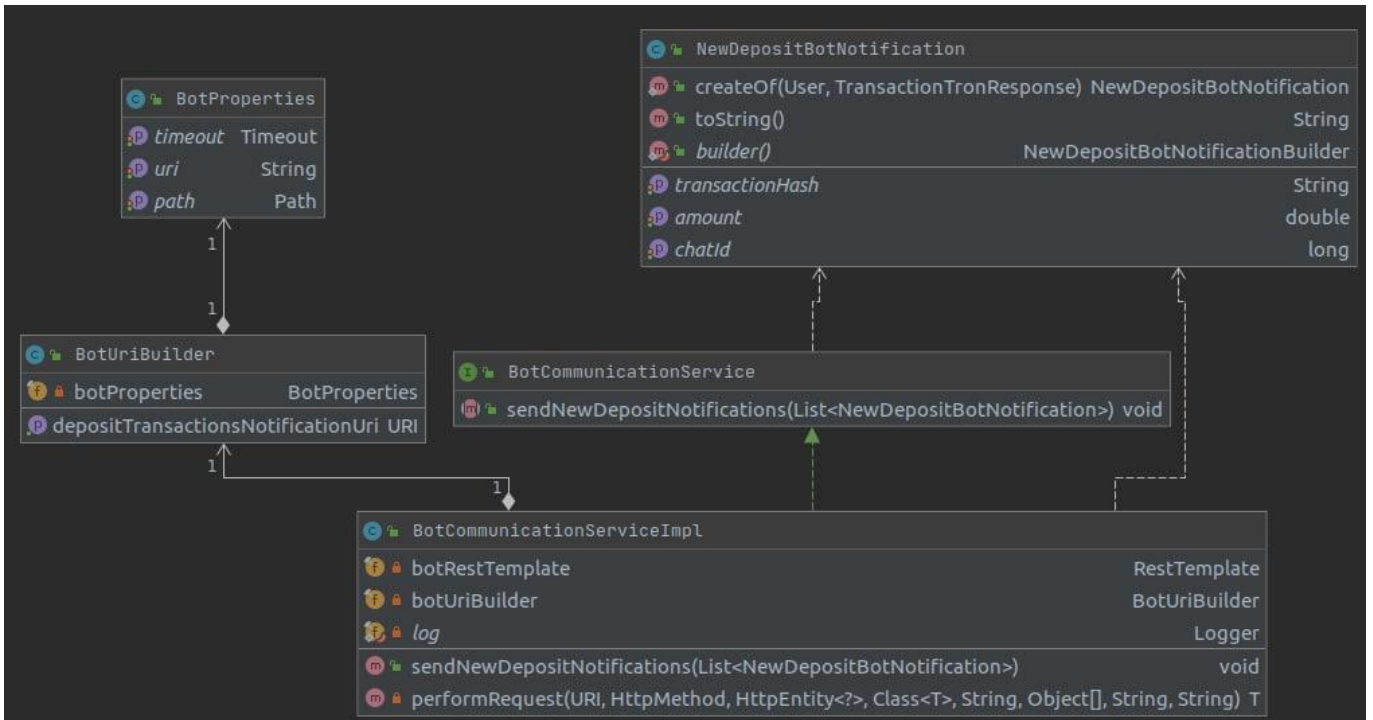 BotProperties
timeout Timeout
uri String
path Path
1
1
BotUriBuilder
botProperties BotProperties
depositTransactionsNotificationUri URI
1
1
NewDepositBotNotification
createOf(User, TransactionTronResponse) NewDepositBotNotification
toString() String
builder() NewDepositBotNotificationBuilder
transactionHash String
amount double
chatId long
BotCommunicationService
sendNewDepositNotifications(List<NewDepositBotNotification>) void
BotCommunicationServiceImpl
botRestTemplate RestTemplate
botUriBuilder BotUriBuilder
log Logger
sendNewDepositNotifications(List<NewDepositBotNotification>) void
performRequest(URI, HttpMethod, HttpEntity<?>, Class<T>, String, Object[], String, String) T